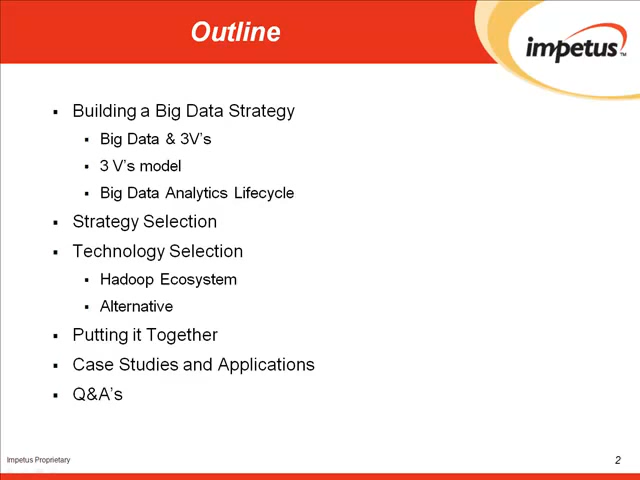 Outline
impetus™
Building a Big Data Strategy
Big Data & 3V's
3 V's model
Big Data Analytics Lifecycle
Strategy Selection
Technology Selection
Hadoop Ecosystem
Alternative
Putting it Together
Case Studies and Applications
Q&A's
Impetus Proprietary
2